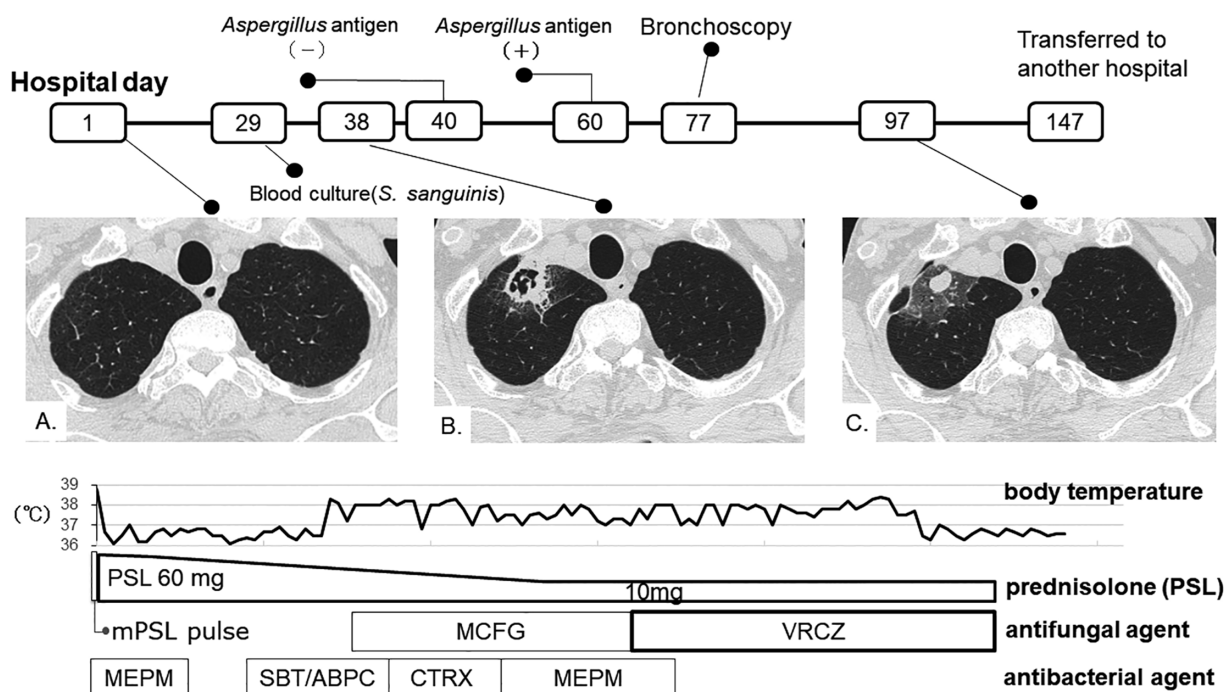 Aspergillus antigen
(－)
Aspergillus antigen
(+)
Bronchoscopy
Transferred to
another hospital
Hospital day
1
29
38
40
60
77
97
147
Blood culture(S. sanguinis)
A.
B.
C.
(℃)
39
38
37
36
body temperature
PSL 60 mg
10mg
prednisolone (PSL)
mPSL pulse
MCFG
VRCZ
antifungal agent
MEPM
SBT/ABPC
CTRX
MEPM
antibacterial agent